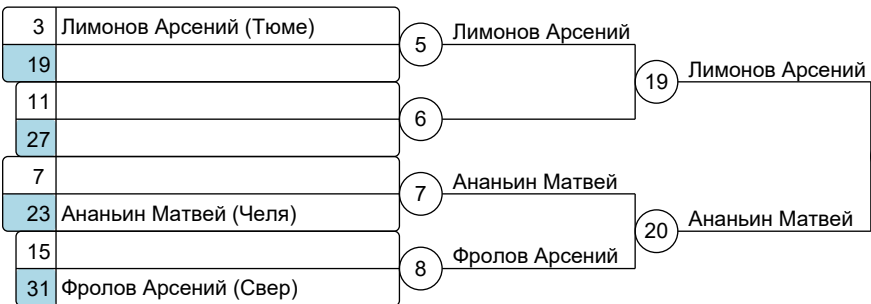 3 Лимонов Арсений (Тюме)
5 Лимонов Арсений
19
19 Лимонов Арсений
11
6
27
7
7 Ананьин Матвей
23 Ананьин Матвей (Челя)
20 Ананьин Матвей
15
8 Фролов Арсений
31 Фролов Арсений (Свер)